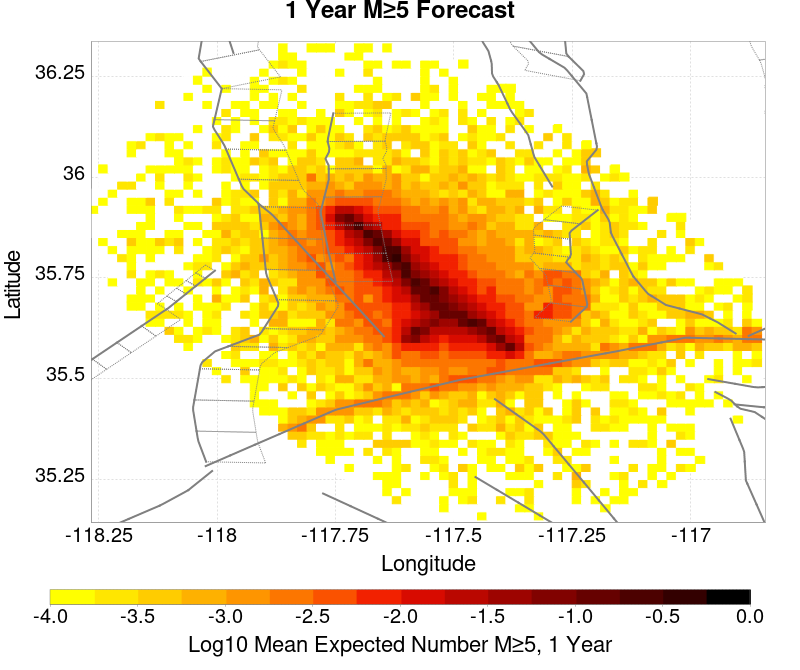 1 Year M≥5 Forecast
36.25
36
35.75
35.5
35.25
Latitude
-118.25 -118 -117.75 -117.5 -117.25 -117
Longitude
-4.0 -3.5 -3.0 -2.5 -2.0 -1.5 -1.0 -0.5 0.0
Log10 Mean Expected Number M≥5, 1 Year